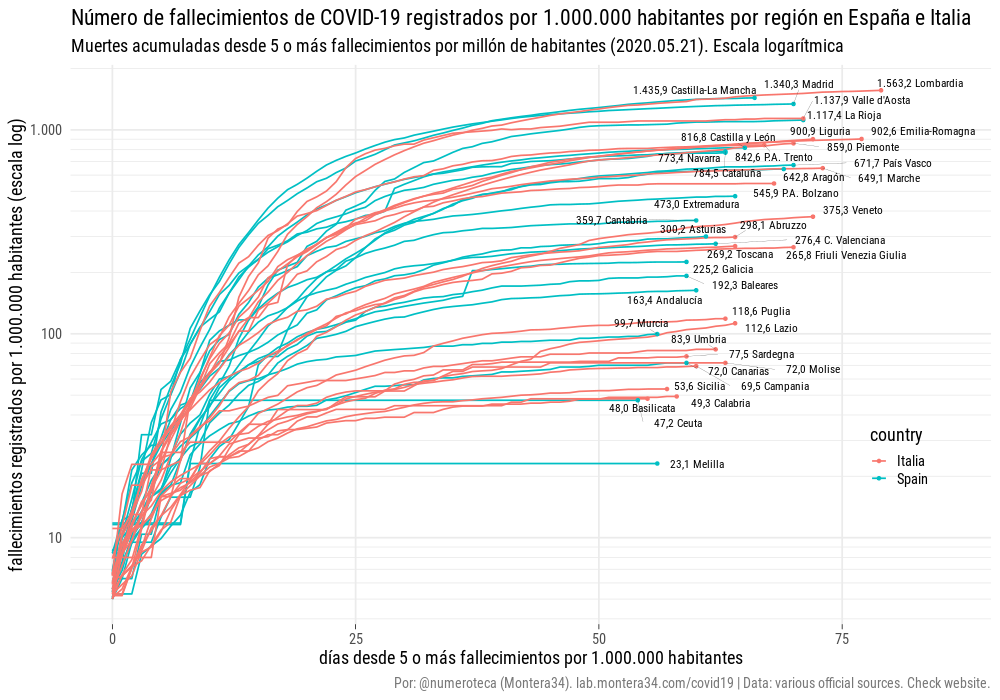 Número de fallecimientos de COVID-19 registrados por 1.000.000 habitantes por región en España e Italia
Muertes acumuladas desde 5 o más fallecimientos por millón de habitantes (2020.05.21). Escala logarítmica
fallecimientos registrados por 1.000.000 habitantes (escala log)
1.000
100
10
1.435,9 Castilla-La Mancha
1.340,3 Madrid
1.563,2 Lombardia
1.137,9 Valle d'Aosta
1.117,4 La Rioja
816,8 Castilla y León
900,9 Liguria
902,6 Emilia-Romagna
859,0 Piemonte
773,4 Navarra
842,6 P.A. Trento
671,7 País Vasco
784,5 Cataluña
642,8 Aragón
649,1 Marche
545,9 P.A. Bolzano
473,0 Extremadura
375,3 Veneto
359,7 Cantabria
300,2 Asturias
298,1 Abruzzo
276,4 C. Valenciana
269,2 Toscana
265,8 Friuli Venezia Giulia
225,2 Galicia
192,3 Baleares
163,4 Andalucía
118,6 Puglia
99,7 Murcia
112,6 Lazio
83,9 Umbria
77,5 Sardegna
72,0 Canarias
72,0 Molise
53,6 Sicilia
69,5 Campania
49,3 Calabria
48,0 Basilicata
47,2 Ceuta
23,1 Melilla
country
Italia
Spain
0
25
50
75
días desde 5 o más fallecimientos por 1.000.000 habitantes
Por: @numeroteca (Montera34). lab.montera34.com/covid19 | Data: various official sources. Check website.